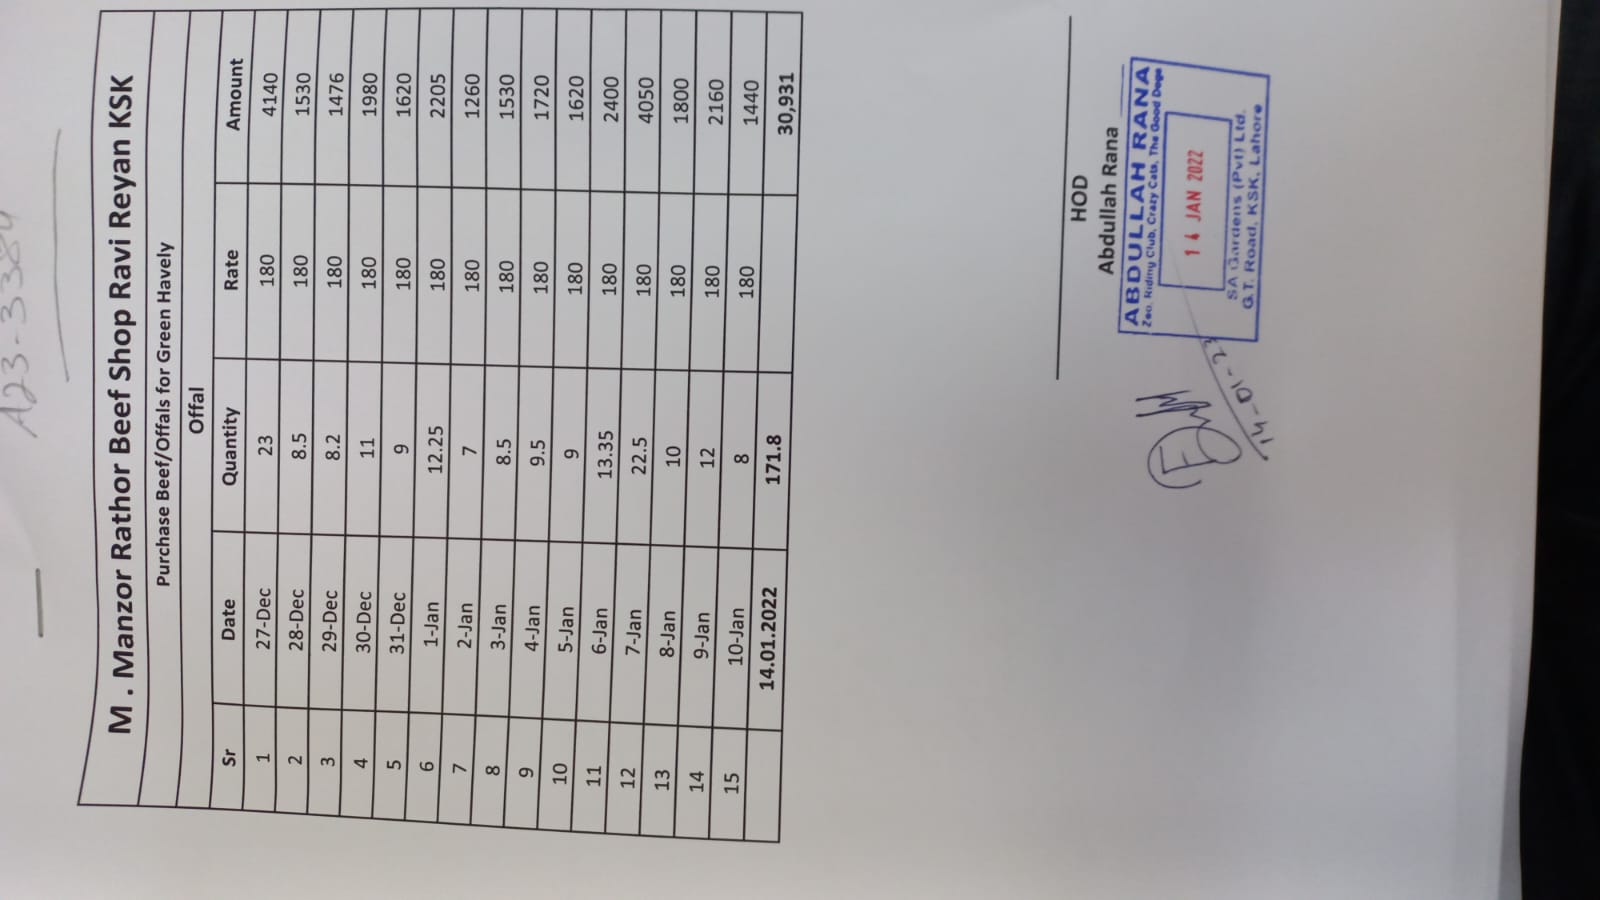 A23-3384
M . Manzor Rathor Beef Shop Ravi Reyan KSK
Purchase Beef/Offals for Green Havely
Offal
Sr Date Quantity Rate Amount
1 27-Dec 23 180 4140
2 28-Dec 8.5 180 1530
3 29-Dec 8.2 180 1476
4 30-Dec 11 180 1980
5 31-Dec 9 180 1620
6 1-Jan 12.25 180 2205
7 2-Jan 7 180 1260
8 3-Jan 8.5 180 1530
9 4-Jan 9.5 180 1720
10 5-Jan 9 180 1620
11 6-Jan 13.35 180 2400
12 7-Jan 22.5 180 4050
13 8-Jan 10 180 1800
14 9-Jan 12 180 2160
15 10-Jan 8 180 1440
14.01.2022 171.8 30,931
HOD
Abdullah Rana
ABDULLAH RANA
Zoo, Riding Club, Crazy Cats, The Good Dogs
14 JAN 2022
SA Gardens (Pvt) Ltd.
G.T. Road, KSK, Lahore
14-01-22